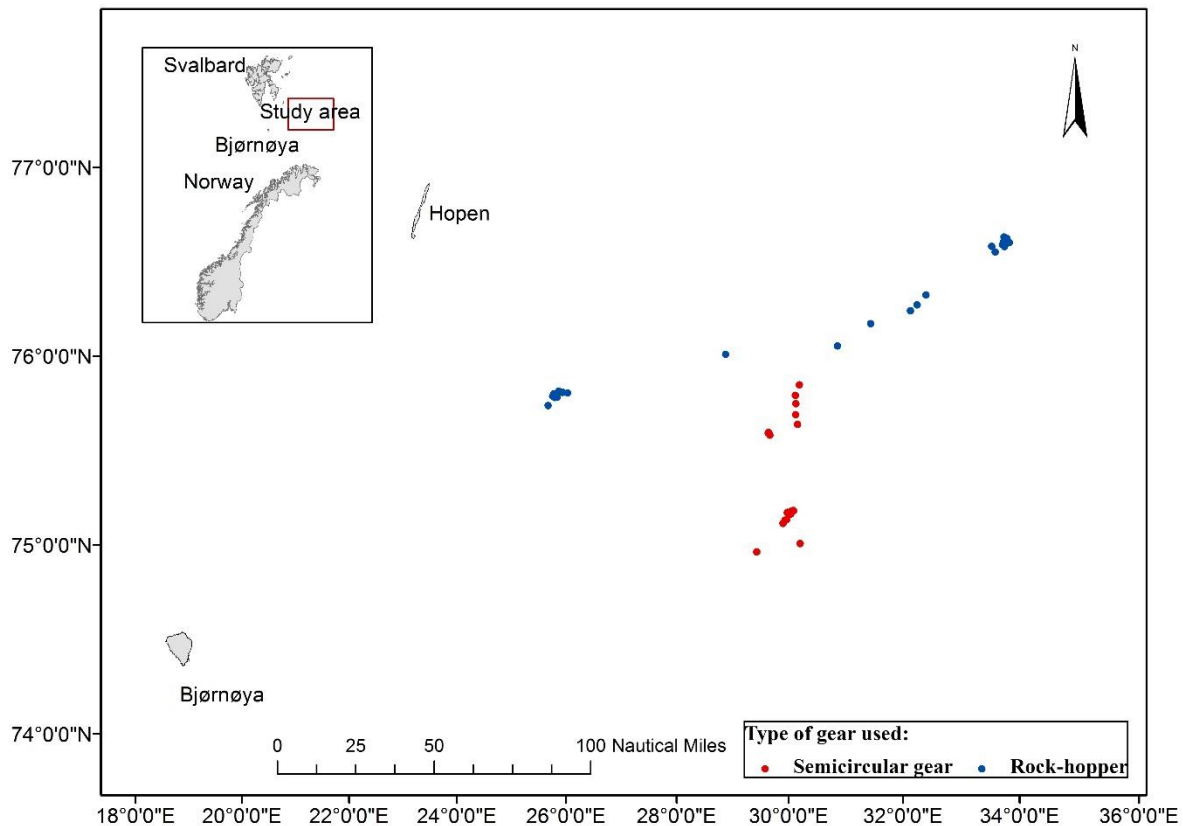 N
Svalbard
Study area
Bjørnøya
Norway
Hopen
77°0'0"N
76°0'0"N
75°0'0"N
74°0'0"N
Bjørnøya
0 25 50 100 Nautical Miles
Type of gear used:
Semicircular gear Rock-hopper
18°0'0"E 20°0'0"E 22°0'0"E 24°0'0"E 26°0'0"E 28°0'0"E 30°0'0"E 32°0'0"E 34°0'0"E 36°0'0"E